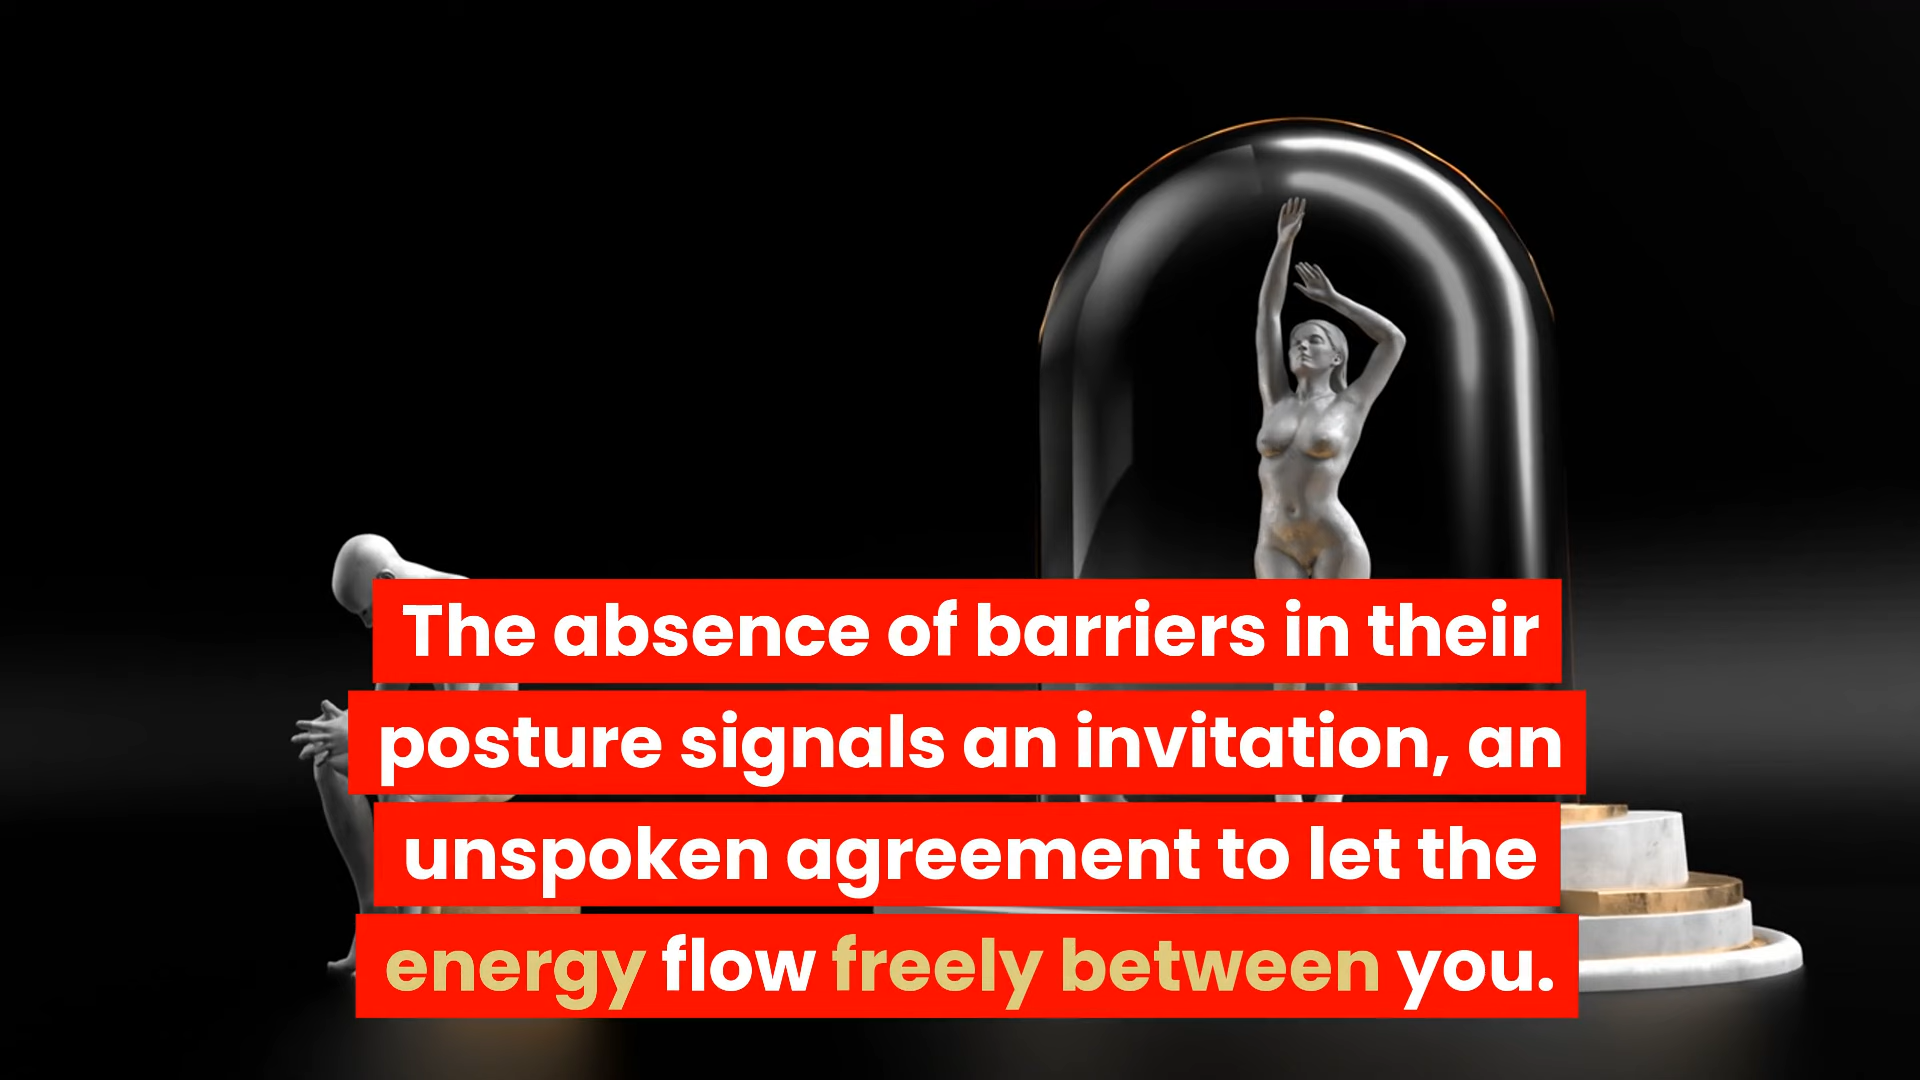 The absence of barriers in their
posture signals an invitation, an
unspoken agreement to let the
energy flow freely between you.